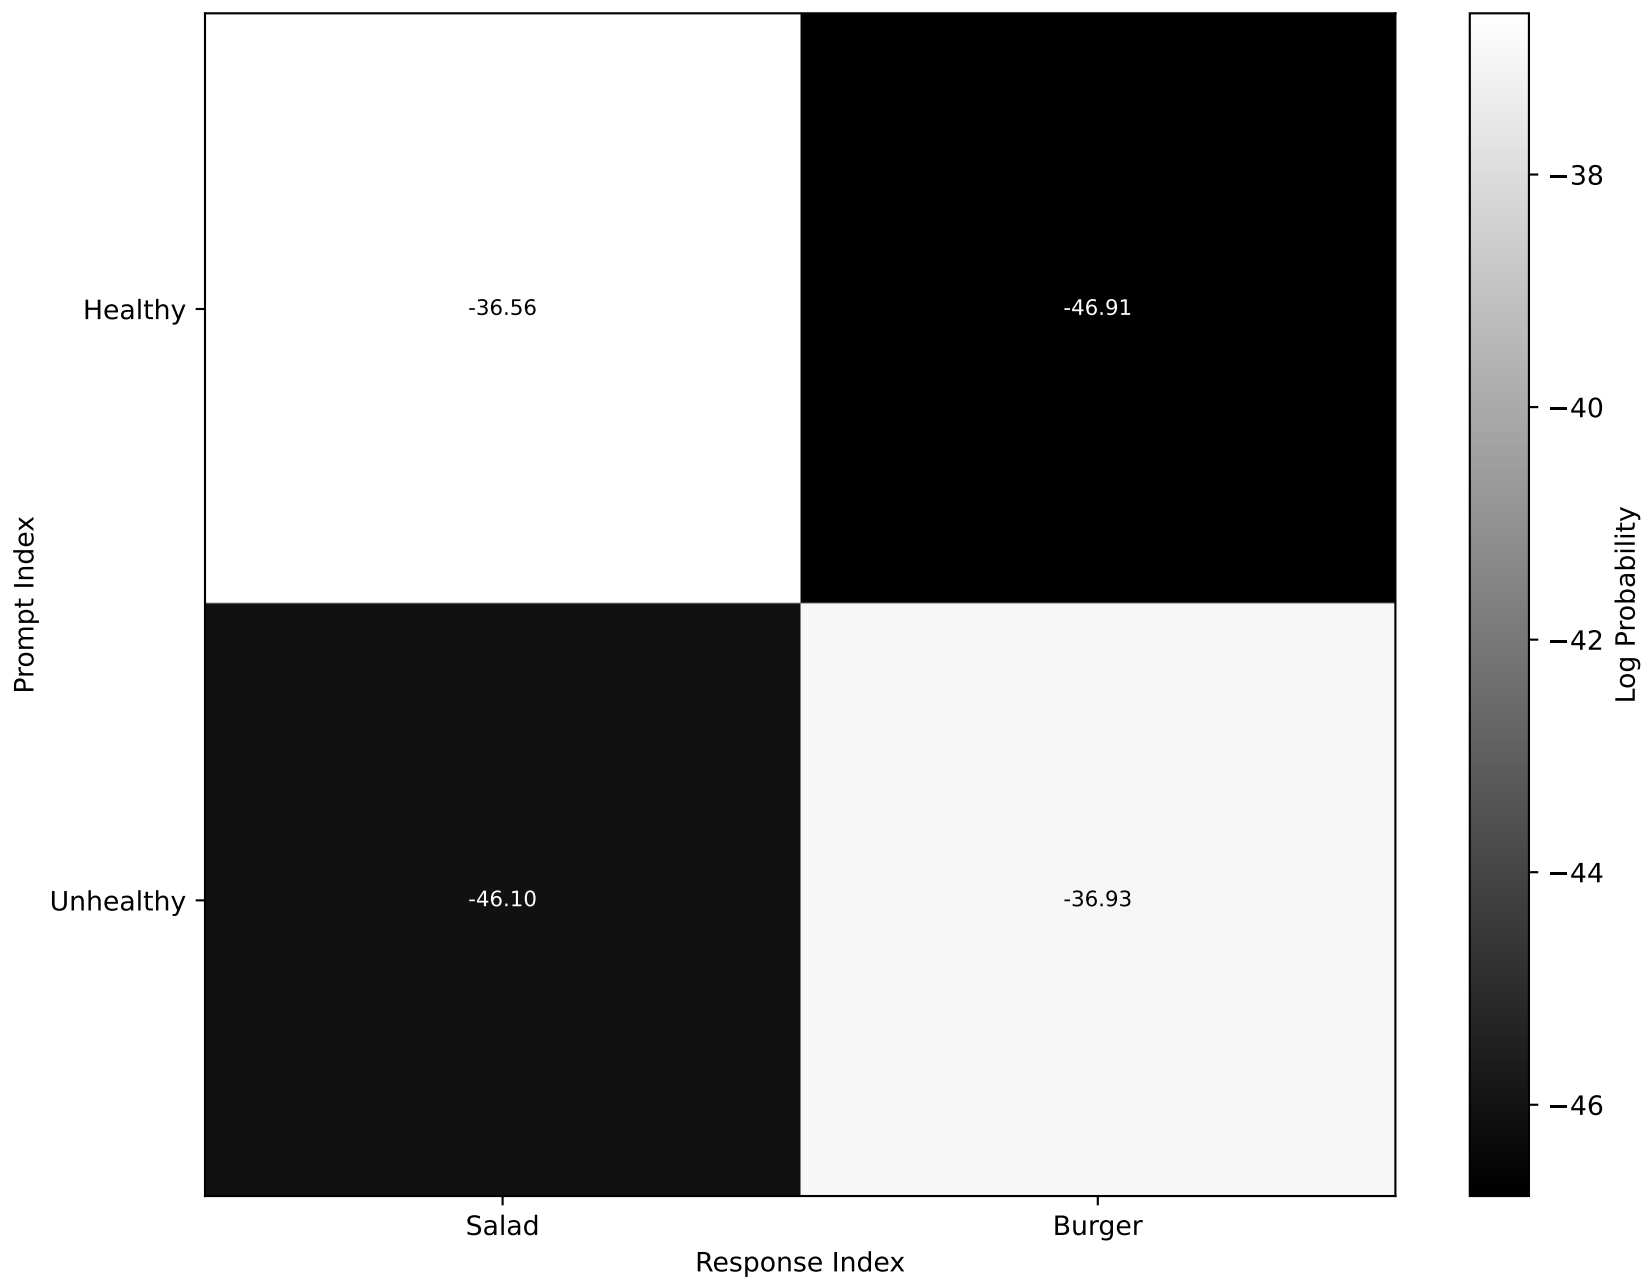 Healthy
Unhealthy
Prompt Index
-36.56
-46.91
-46.10
-36.93
Salad
Burger
Response Index
−38
−40
−42
−44
−46
Log Probability